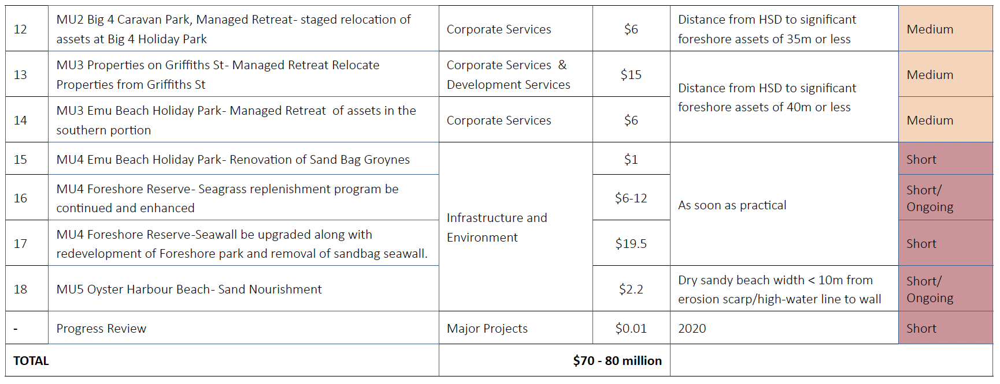 12
MU2 Big 4 Caravan Park, Managed Retreat- staged relocation of
assets at Big 4 Holiday Park
Corporate Services
$6
Distance from HSD to significant
foreshore assets of 35m or less
Medium
13
MU3 Properties on Griffiths St- Managed Retreat Relocate
Properties from Griffiths St
Corporate Services  &
Development Services
$15
Distance from HSD to significant
foreshore assets of 40m or less
Medium
14
MU3 Emu Beach Holiday Park- Managed Retreat  of assets in the
southern portion
Corporate Services
$6
Medium
15
MU4 Emu Beach Holiday Park- Renovation of Sand Bag Groynes
Infrastructure and
Environment
$1
As soon as practical
Short
16
MU4 Foreshore Reserve- Seagrass replenishment program be
continued and enhanced
$6-12
Short/
Ongoing
17
MU4 Foreshore Reserve-Seawall be upgraded along with
redevelopment of Foreshore park and removal of sandbag seawall.
$19.5
Short
18
MU5 Oyster Harbour Beach- Sand Nourishment
$2.2
Dry sandy beach width < 10m from
erosion scarp/high-water line to wall
Short/
Ongoing
-
Progress Review
Major Projects
$0.01
2020
Short
TOTAL
$70 - 80 million